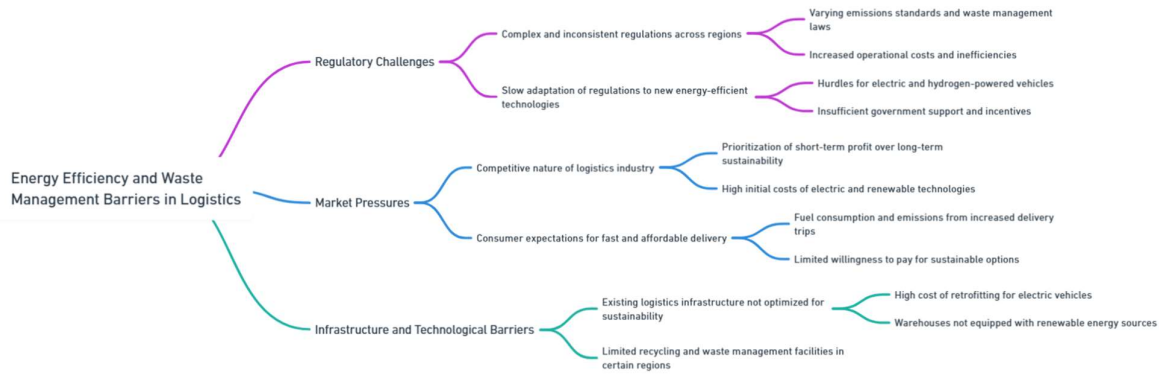 Energy Efficiency and Waste
Management Barriers in Logistics
Regulatory Challenges
Complex and inconsistent regulations across regions
Varying emissions standards and waste management
laws
Increased operational costs and inefficiencies
Slow adaptation of regulations to new energy-efficient
technologies
Hurdles for electric and hydrogen-powered vehicles
Insufficient government support and incentives
Market Pressures
Competitive nature of logistics industry
Prioritization of short-term profit over long-term
sustainability
High initial costs of electric and renewable technologies
Consumer expectations for fast and affordable delivery
Fuel consumption and emissions from increased delivery
trips
Limited willingness to pay for sustainable options
Infrastructure and Technological Barriers
Existing logistics infrastructure not optimized for
sustainability
High cost of retrofitting for electric vehicles
Warehouses not equipped with renewable energy sources
Limited recycling and waste management facilities in
certain regions